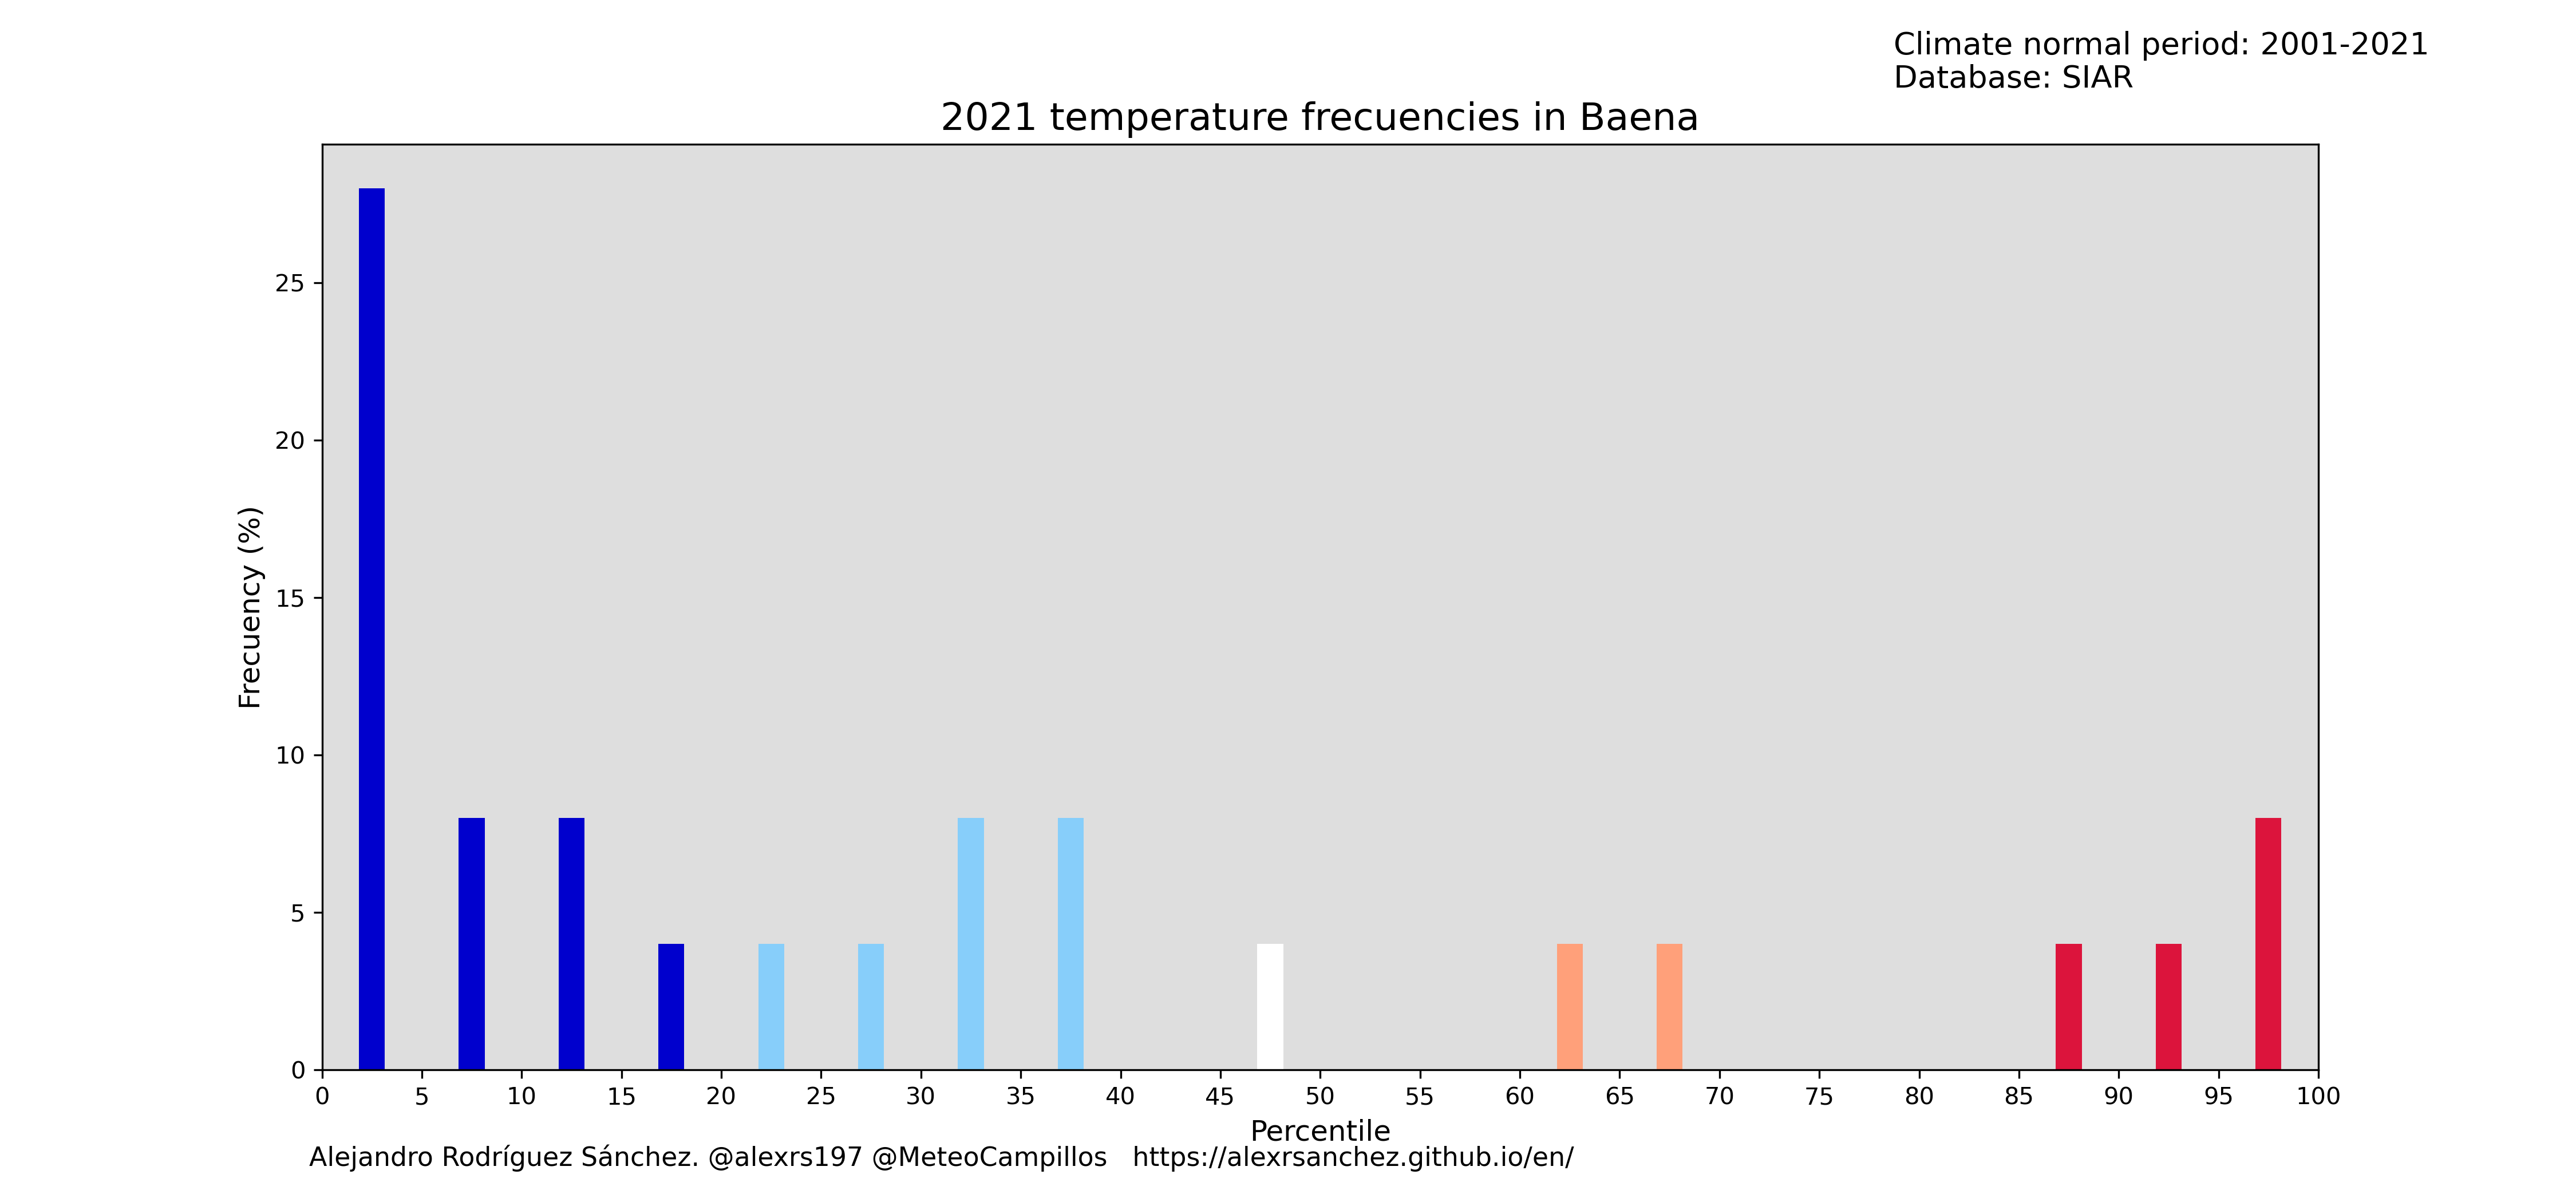 Climate normal period: 2001-2021
Database: SIAR
2021 temperature frecuencies in Baena
Frecuency (%)
25
20
15
10
5
0
0 5 10 15 20 25 30 35 40 45 50 55 60 65 70 75 80 85 90 95 100
Percentile
Alejandro Rodríguez Sánchez. @alexrs197 @MeteoCampillos https://alexrsanchez.github.io/en/